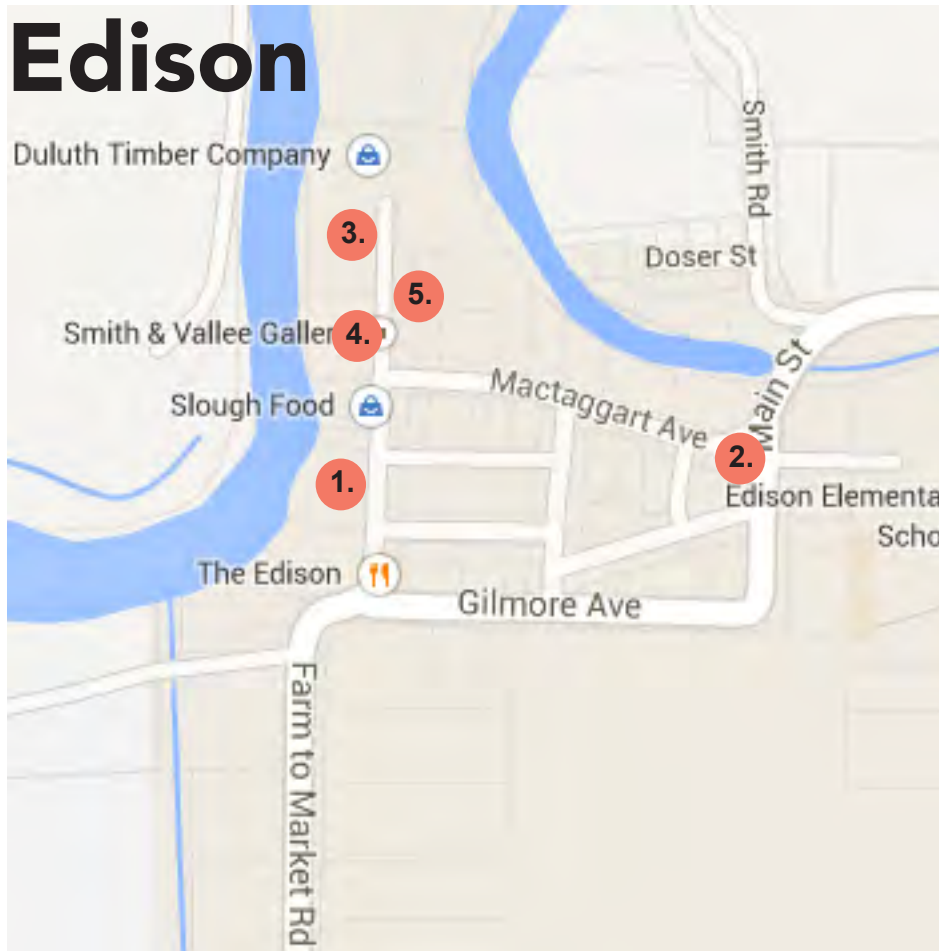 Edison
Duluth Timber Company
Smith Rd
3.
Doser St
5.
Smith & Vallee Galler
4.
Main St
Mactaggart Ave
Slough Food
2.
1.
Edison Elementa
Scho
The Edison
Gilmore Ave
Farm to Market Rd